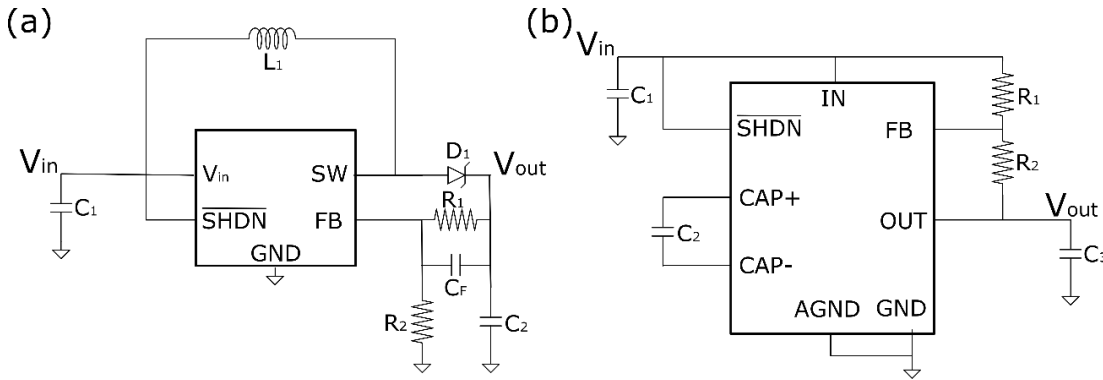 (a)
L1
Vin
Vin
SW
D1
Vout
R1
C1
SHDN
FB
GND
CF
R2
C2
(b)
Vin
C1
IN
R1
SHDN
FB
R2
CAP+
C2
OUT
Vout
CAP-
C3
AGND
GND